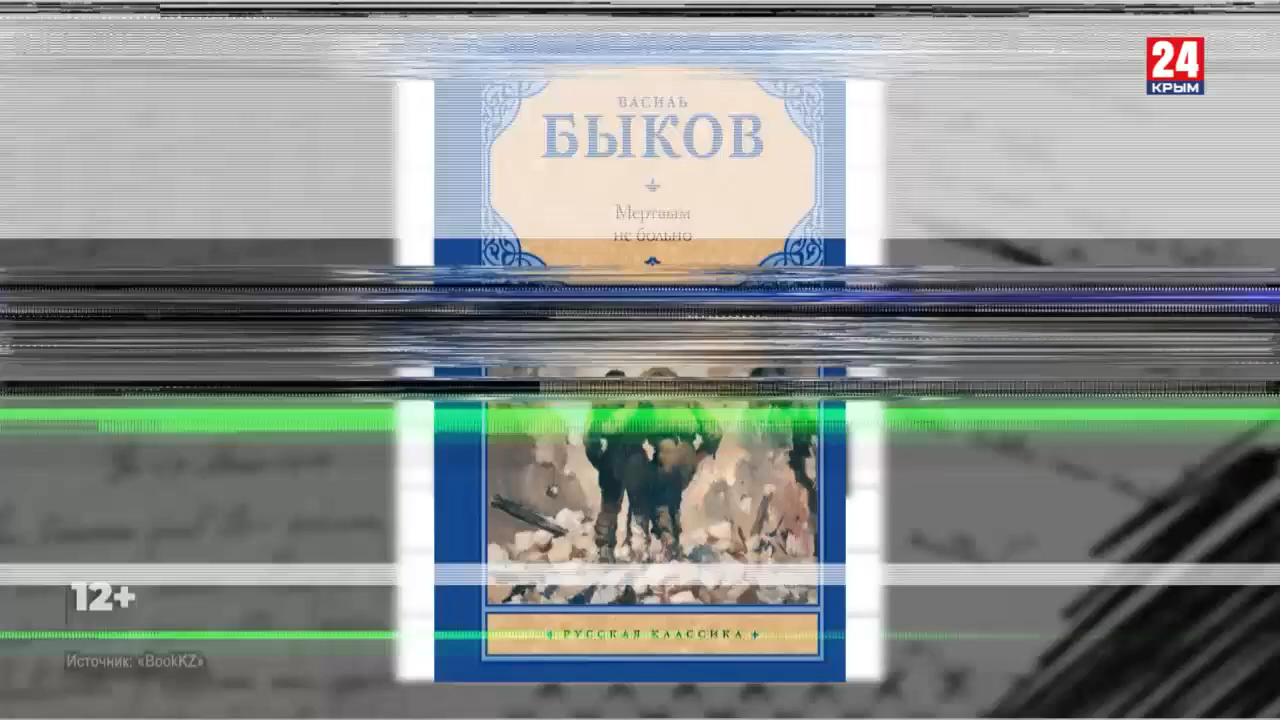 24
КРЫМ
ВАСИЛЬ
БЫКОВ
Мертвым
не больно
РУССКАЯ КЛАССИКА
12+
Источник: «BookKZ»